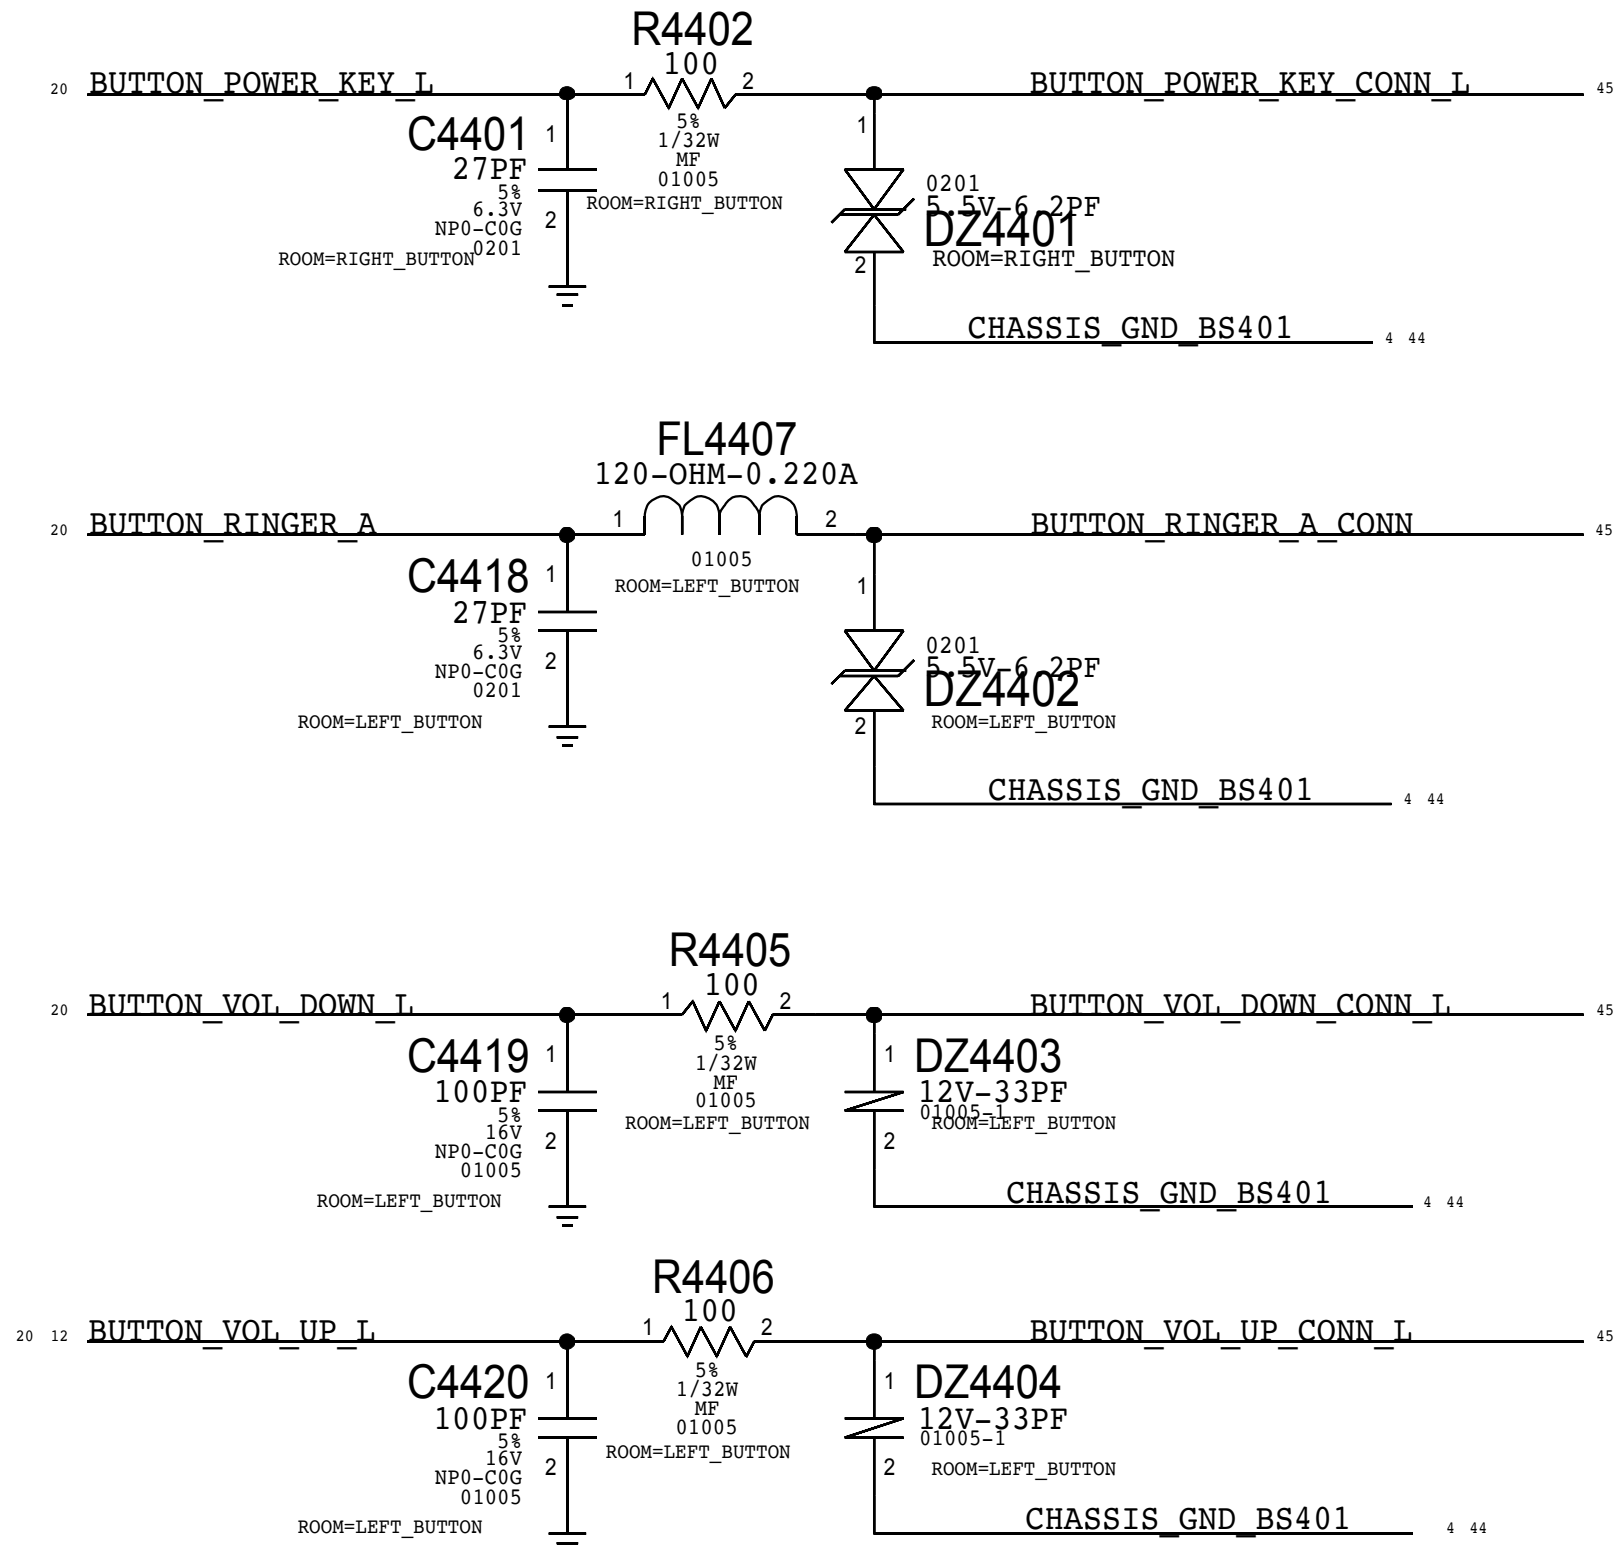 R4402
100
1 2
20 BUTTON_POWER_KEY_L BUTTON_POWER_KEY_CONN_L 45
C4401 1
27PF
5%
6.3V
NP0-C0G
0201
2
ROOM=RIGHT_BUTTON
5%
1/32W
MF
01005
ROOM=RIGHT_BUTTON
1
0201
5.5V-6.2PF
DZ4401
ROOM=RIGHT_BUTTON
2
CHASSIS_GND_BS401 4 44
FL4407
120-OHM-0.220A
1 2
20 BUTTON_RINGER_A BUTTON_RINGER_A_CONN 45
01005
ROOM=LEFT_BUTTON
C4418 1
27PF
5%
6.3V
NP0-C0G
0201
2
ROOM=LEFT_BUTTON
1
0201
5.5V-6.2PF
DZ4402
ROOM=LEFT_BUTTON
2
CHASSIS_GND_BS401 4 44
R4405
100
1 2
20 BUTTON_VOL_DOWN_L BUTTON_VOL_DOWN_CONN_L 45
5%
1/32W
MF
01005
ROOM=LEFT_BUTTON
C4419 1
100PF
5%
16V
NP0-C0G
01005
2
ROOM=LEFT_BUTTON
1 DZ4403
12V-33PF
01005-1
ROOM=LEFT_BUTTON
2
CHASSIS_GND_BS401 4 44
R4406
100
1 2
20 12 BUTTON_VOL_UP_L BUTTON_VOL_UP_CONN_L 45
5%
1/32W
MF
01005
ROOM=LEFT_BUTTON
C4420 1
100PF
5%
16V
NP0-C0G
01005
2
ROOM=LEFT_BUTTON
1 DZ4404
12V-33PF
01005-1
2 ROOM=LEFT_BUTTON
CHASSIS_GND_BS401 4 44